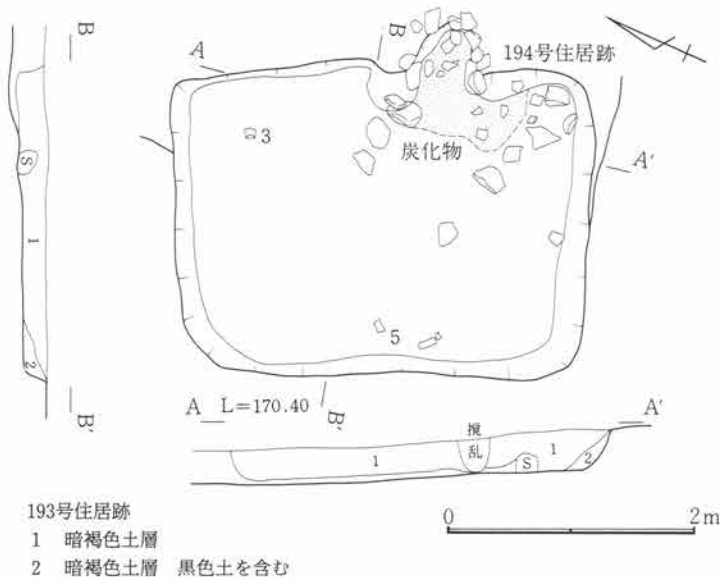 B
B
A
194号住居跡
3
炭化物
A'
S
1
5
2
B'
B'
A L=170.40
A'
撹乱
1
S
1
2
193号住居跡
1 暗褐色土層
2 暗褐色土層 黒色土を含む
0 2m